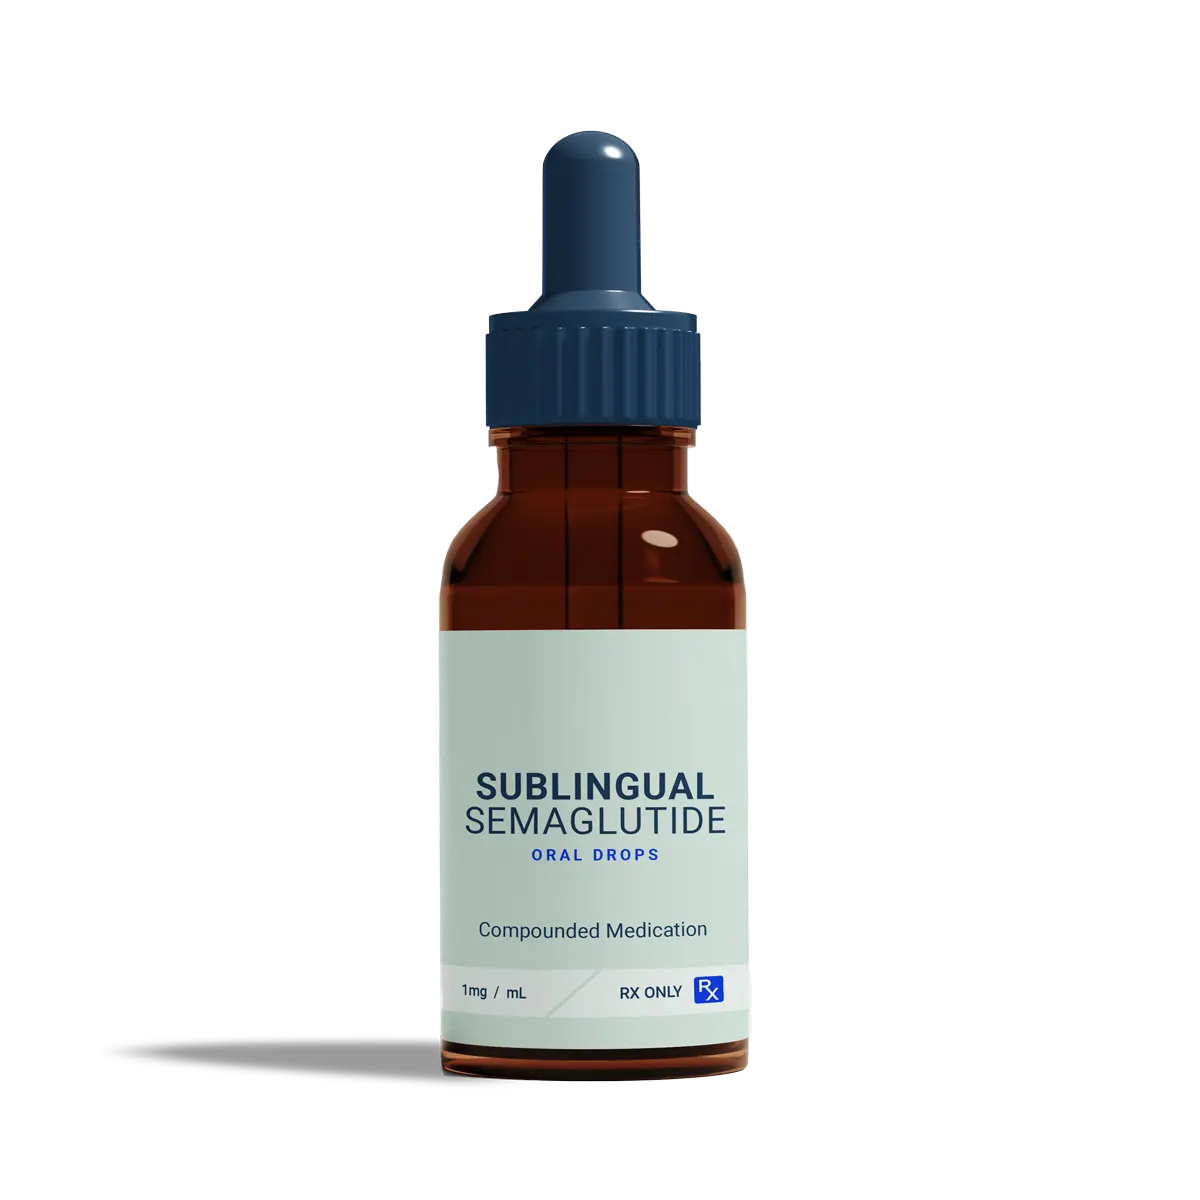 SUBLINGUAL
SEMAGLUTIDE
ORAL DROPS
Compounded Medication
1mg / mL
RX ONLY Rx